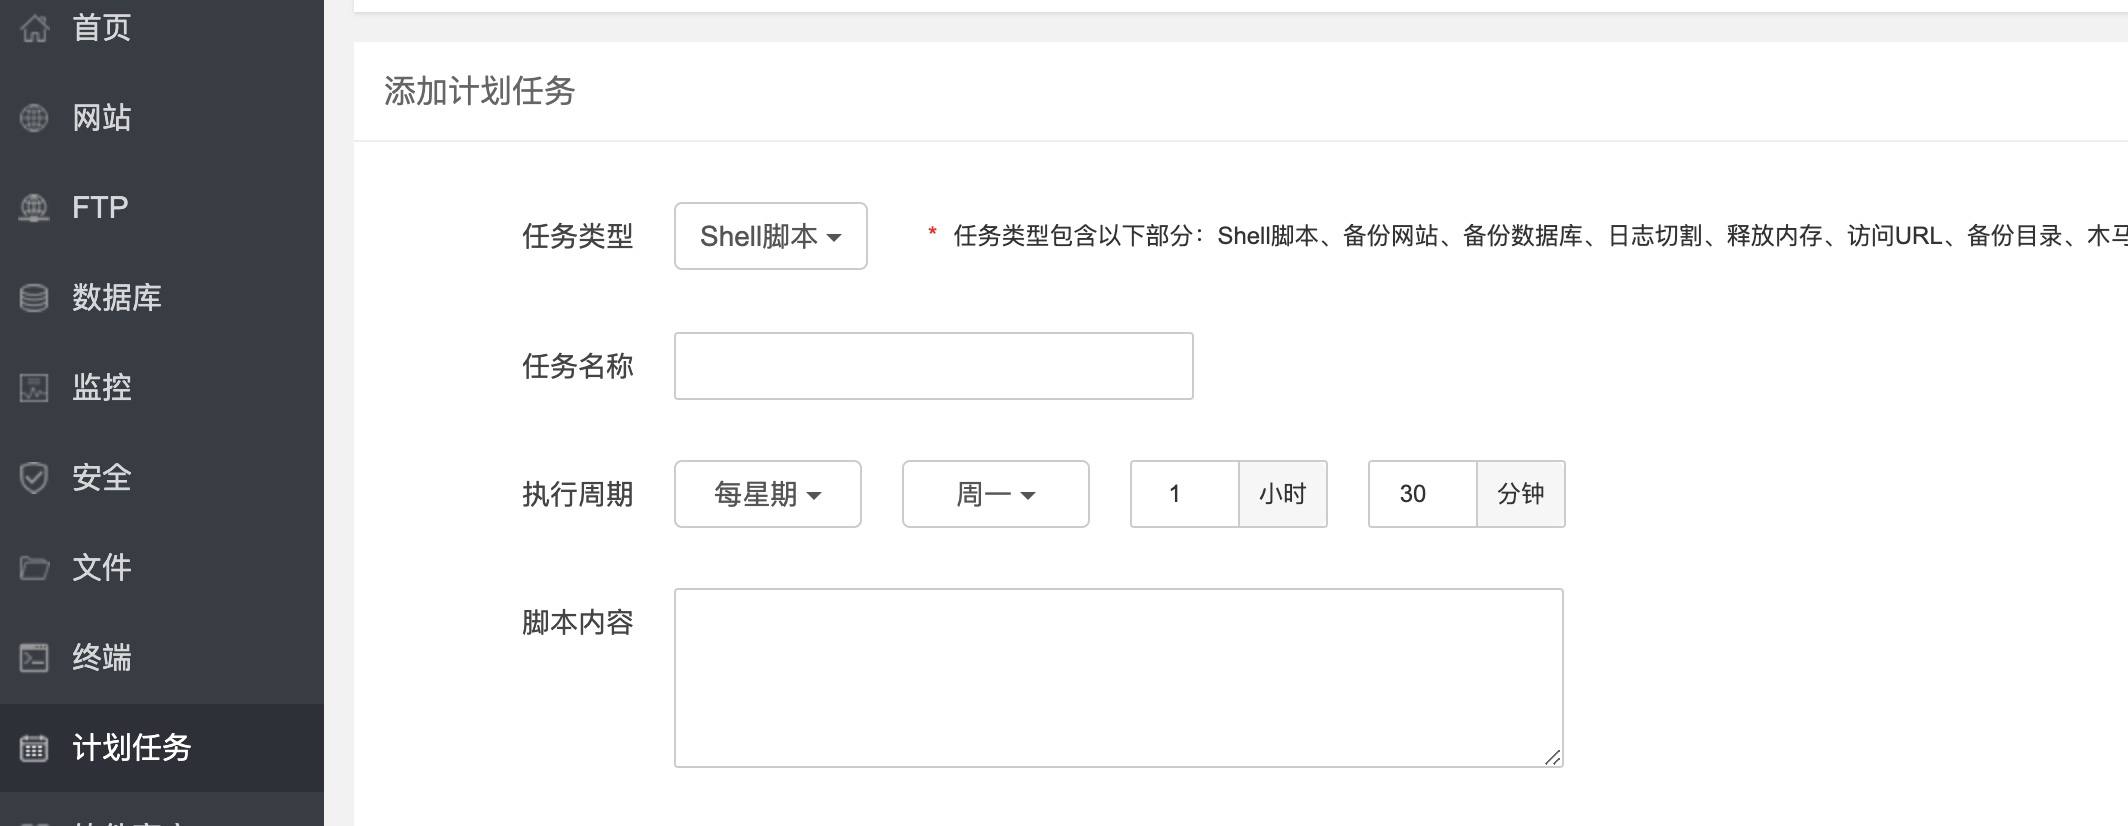 首页
网站
FTP
数据库
监控
安全
文件
终端
计划任务
添加计划任务
任务类型 Shell脚本 * 任务类型包含以下部分：Shell脚本、备份网站、备份数据库、日志切割、释放内存、访问URL、备份目录、木马
任务名称
执行周期 每星期 周一 1 小时 30 分钟
脚本内容